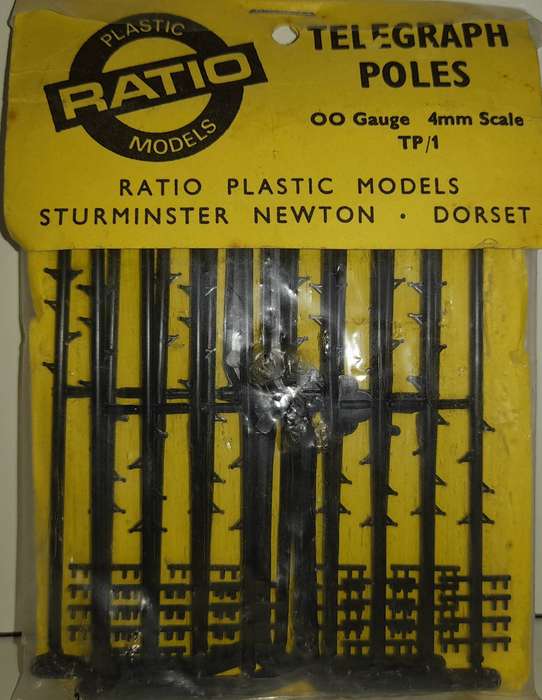 PLASTIC
RATIO
MODELS
TELEGRAPH
POLES
OO Gauge 4mm Scale
TP/1
RATIO PLASTIC MODELS
STURMINSTER NEWTON · DORSET